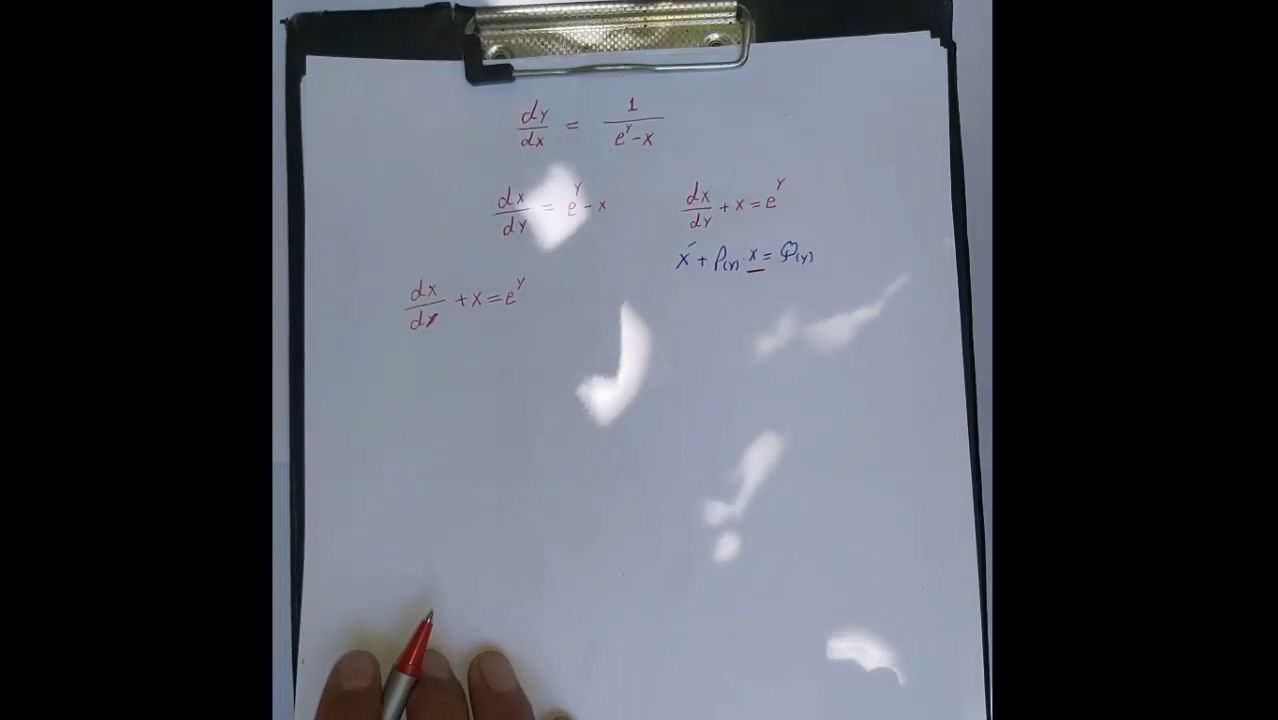 dy/dx = 1/(e^y - x)
dx/dy = e^y - x
dx/dy + x = e^y
x′ + P(y) · x = Q(y)
dx/dy + x = e^y